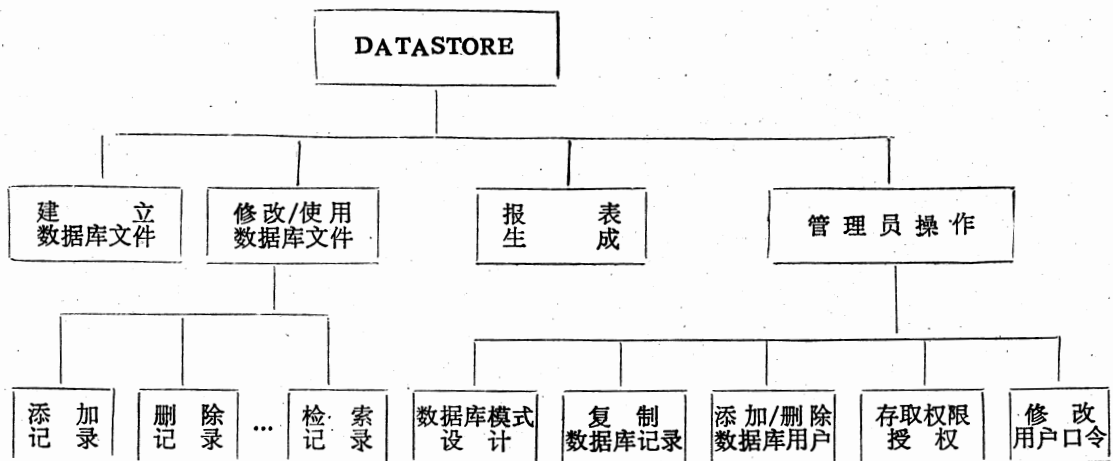 DATASTORE
建立
数据库文件
修改/使用
数据库文件
报表
生成
管理员操作
添加
记录
删除
记录
...
检索
记录
数据库模式
设计
复制
数据库记录
添加/删除
数据库用户
存取权限
授权
修改
用户口令